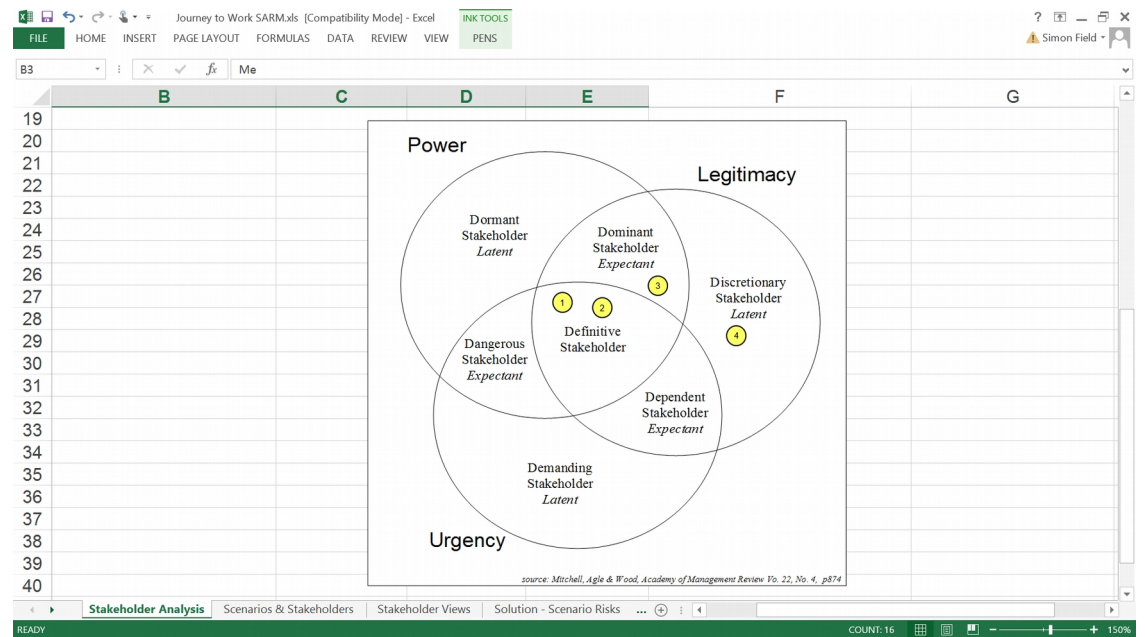 Journey to Work SARM.xls [Compatibility Mode] - Excel
INK TOOLS
?
FILE
HOME
INSERT
PAGE LAYOUT
FORMULAS
DATA
REVIEW
VIEW
PENS
Simon Field
B3
fx
Me
B
C
D
E
F
G
19
20
21
22
23
24
25
26
27
28
29
30
31
32
33
34
35
36
37
38
39
40
Power
Legitimacy
Dormant
Stakeholder
Latent
Dominant
Stakeholder
Expectant
3
Discretionary
Stakeholder
Latent
4
1
2
Definitive
Stakeholder
Dangerous
Stakeholder
Expectant
Dependent
Stakeholder
Expectant
Demanding
Stakeholder
Latent
Urgency
source: Mitchell, Agle & Wood, Academy of Management Review Vo. 22, No. 4, p874
Stakeholder Analysis
Scenarios & Stakeholders
Stakeholder Views
Solution - Scenario Risks
...
READY
COUNT: 16
150%